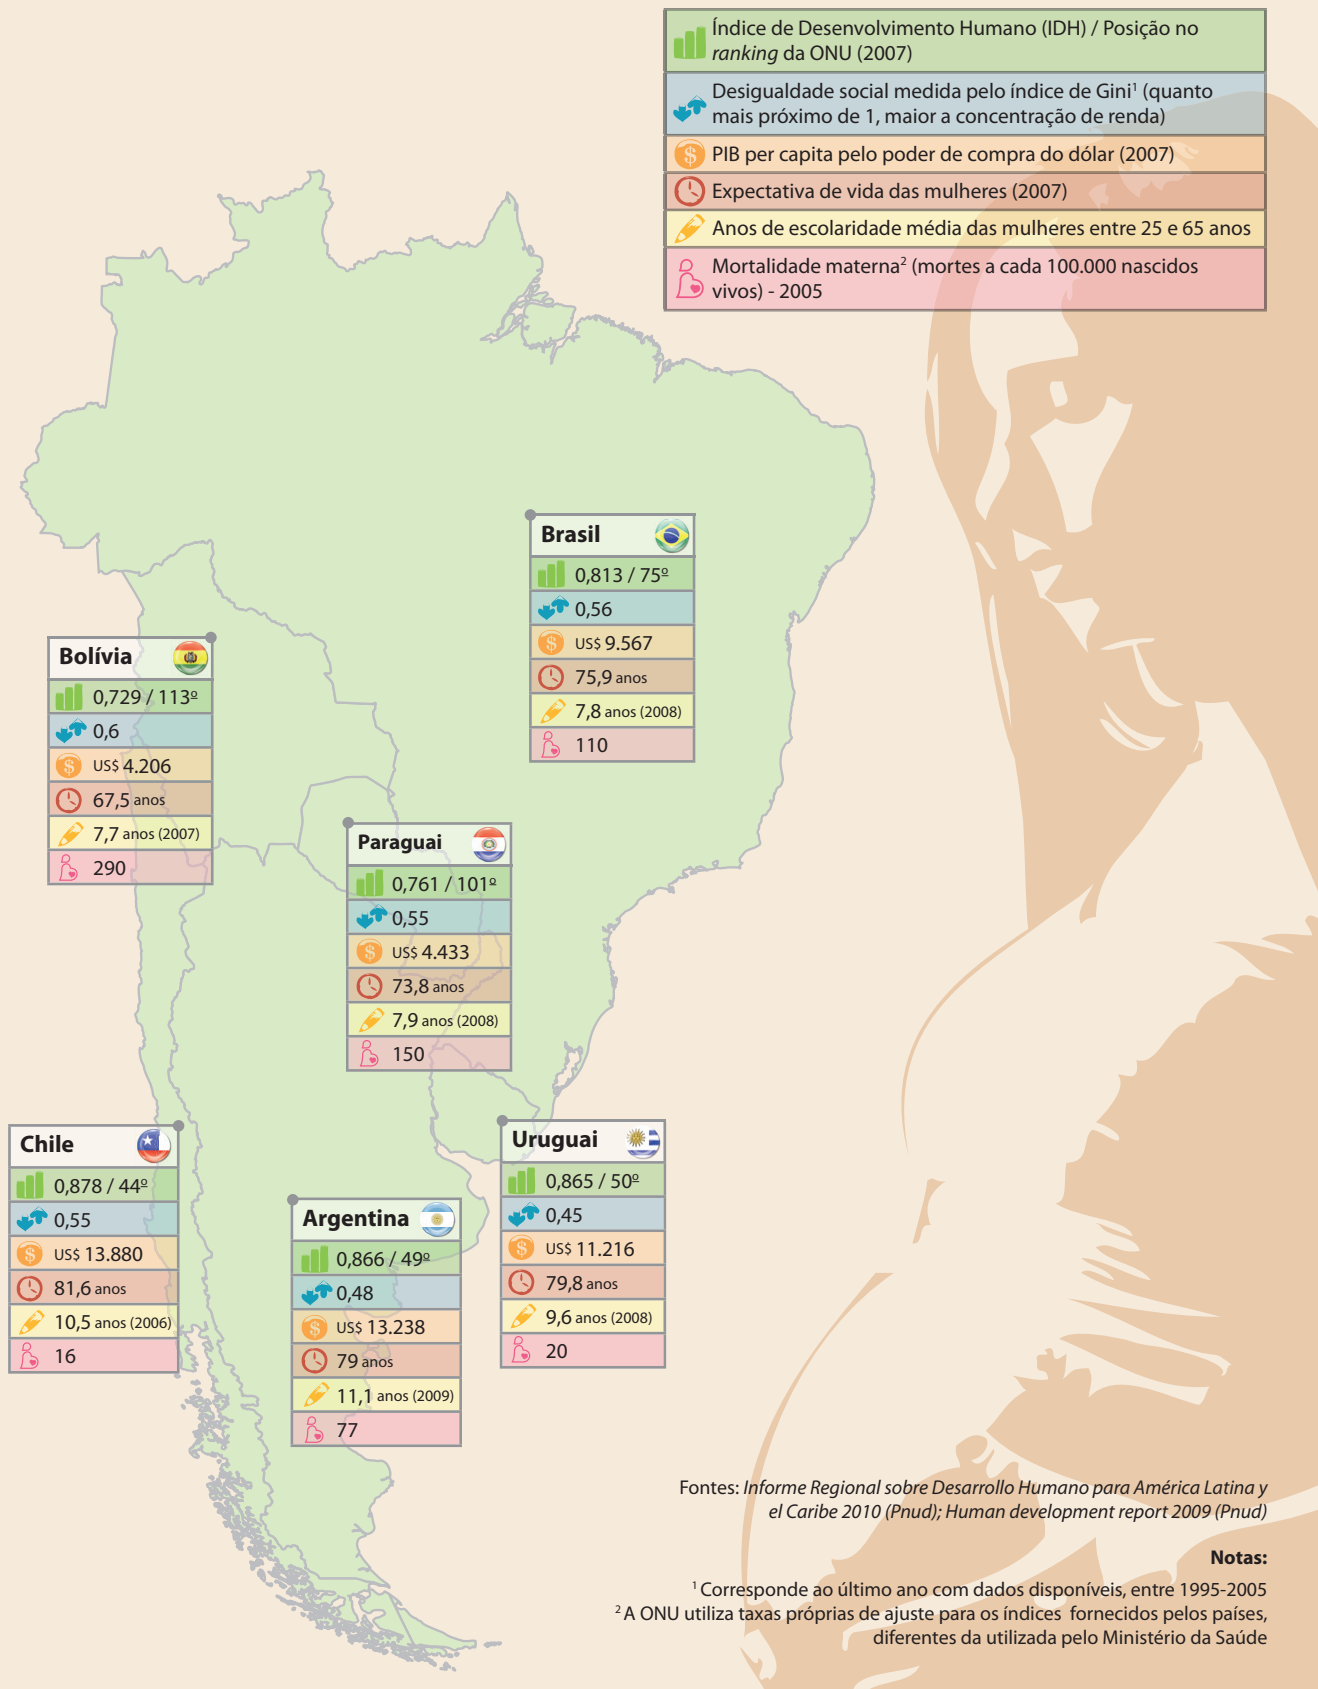 Índice de Desenvolvimento Humano (IDH) / Posição no
ranking da ONU (2007)
Desigualdade social medida pelo índice de Gini¹ (quanto
mais próximo de 1, maior a concentração de renda)
$ PIB per capita pelo poder de compra do dólar (2007)
Expectativa de vida das mulheres (2007)
Anos de escolaridade média das mulheres entre 25 e 65 anos
Mortalidade materna² (mortes a cada 100.000 nascidos
vivos) - 2005
Brasil
0,813 / 75º
0,56
$ US$ 9.567
75,9 anos
7,8 anos (2008)
110
Bolívia
0,729 / 113º
0,6
$ US$ 4.206
67,5 anos
7,7 anos (2007)
290
Paraguai
0,761 / 101º
0,55
$ US$ 4.433
73,8 anos
7,9 anos (2008)
150
Chile
0,878 / 44º
0,55
$ US$ 13.880
81,6 anos
10,5 anos (2006)
16
Argentina
0,866 / 49º
0,48
$ US$ 13.238
79 anos
11,1 anos (2009)
77
Uruguai
0,865 / 50º
0,45
$ US$ 11.216
79,8 anos
9,6 anos (2008)
20
Fontes: Informe Regional sobre Desarrollo Humano para América Latina y
el Caribe 2010 (Pnud); Human development report 2009 (Pnud)
Notas:
¹ Corresponde ao último ano com dados disponíveis, entre 1995-2005
² A ONU utiliza taxas próprias de ajuste para os índices fornecidos pelos países,
diferentes da utilizada pelo Ministério da Saúde